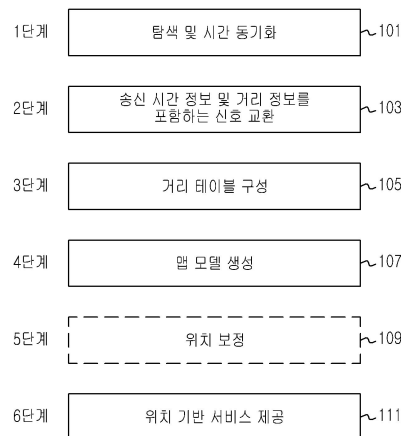 1단계 탐색 및 시간 동기화 101
2단계 송신 시간 정보 및 거리 정보를
포함하는 신호 교환 103
3단계 거리 테이블 구성 105
4단계 맵 모델 생성 107
5단계 위치 보정 109
6단계 위치 기반 서비스 제공 111